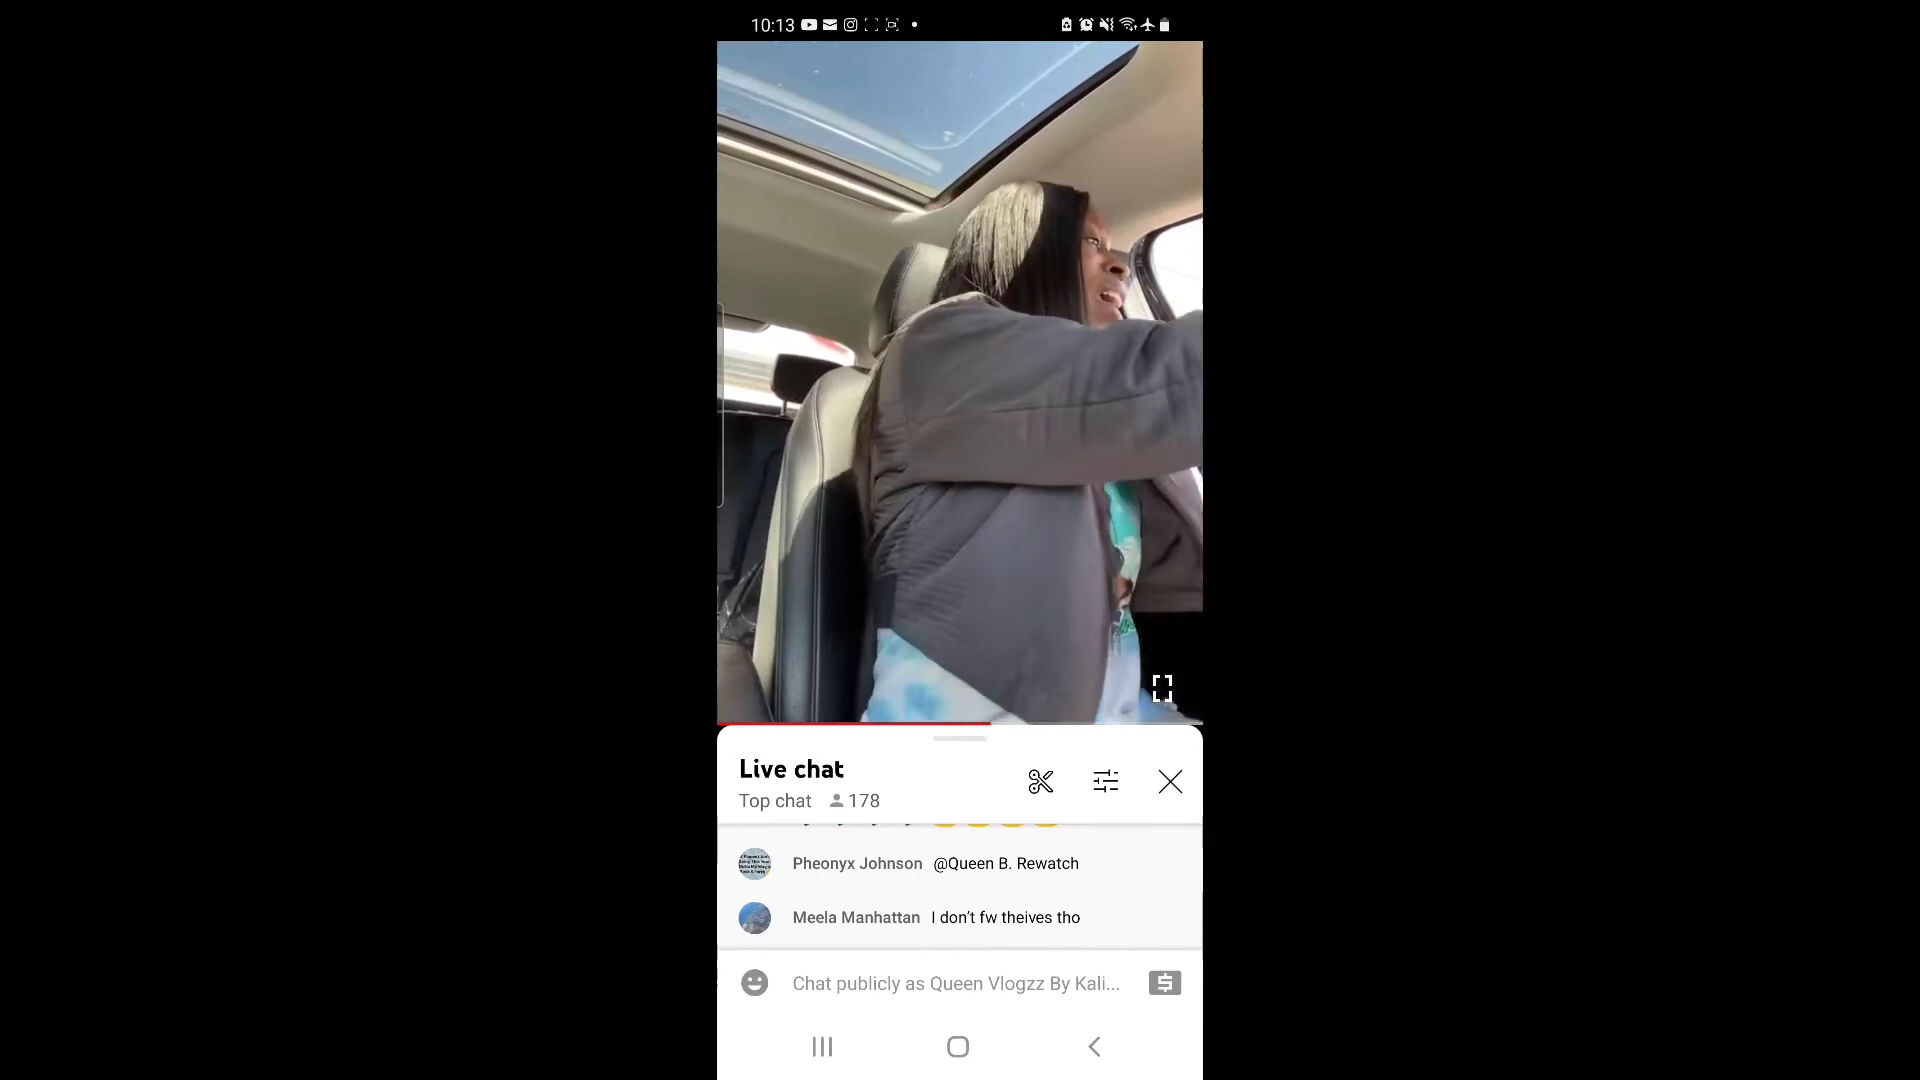 10:13
Live chat
Top chat 178
Pheonyx Johnson @Queen B. Rewatch
Meela Manhattan I don’t fw theives tho
Chat publicly as Queen Vlogzz By Kali...